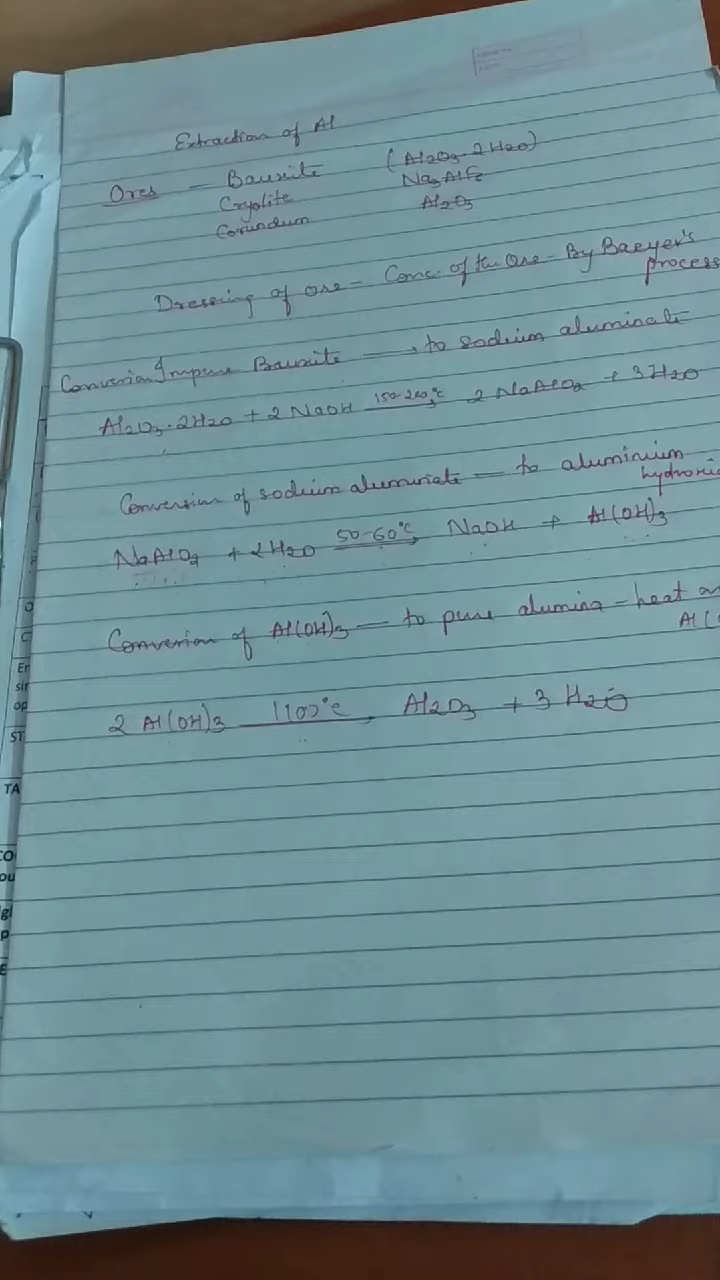 Extraction of Al
Ores - Bauxite (Al2O3.2H2O)
Cryolite Na3AlF6
Corundum Al2O3
Dressing of ore - Conc. of the Ore - By Baeyer's process
Conversion Impure Bauxite → to sodium aluminate
Al2O3.2H2O + 2 NaOH 150-200°C → 2 NaAlO2 + 3H2O
Conversion of sodium aluminate - to aluminium
NaAlO2 + 2H2O 50-60°C → NaOH + Al(OH)3
Conversion of Al(OH)3 - to pure alumina - heat
Al(
2 Al(OH)3 1100°C → Al2O3 + 3 H2O
TA